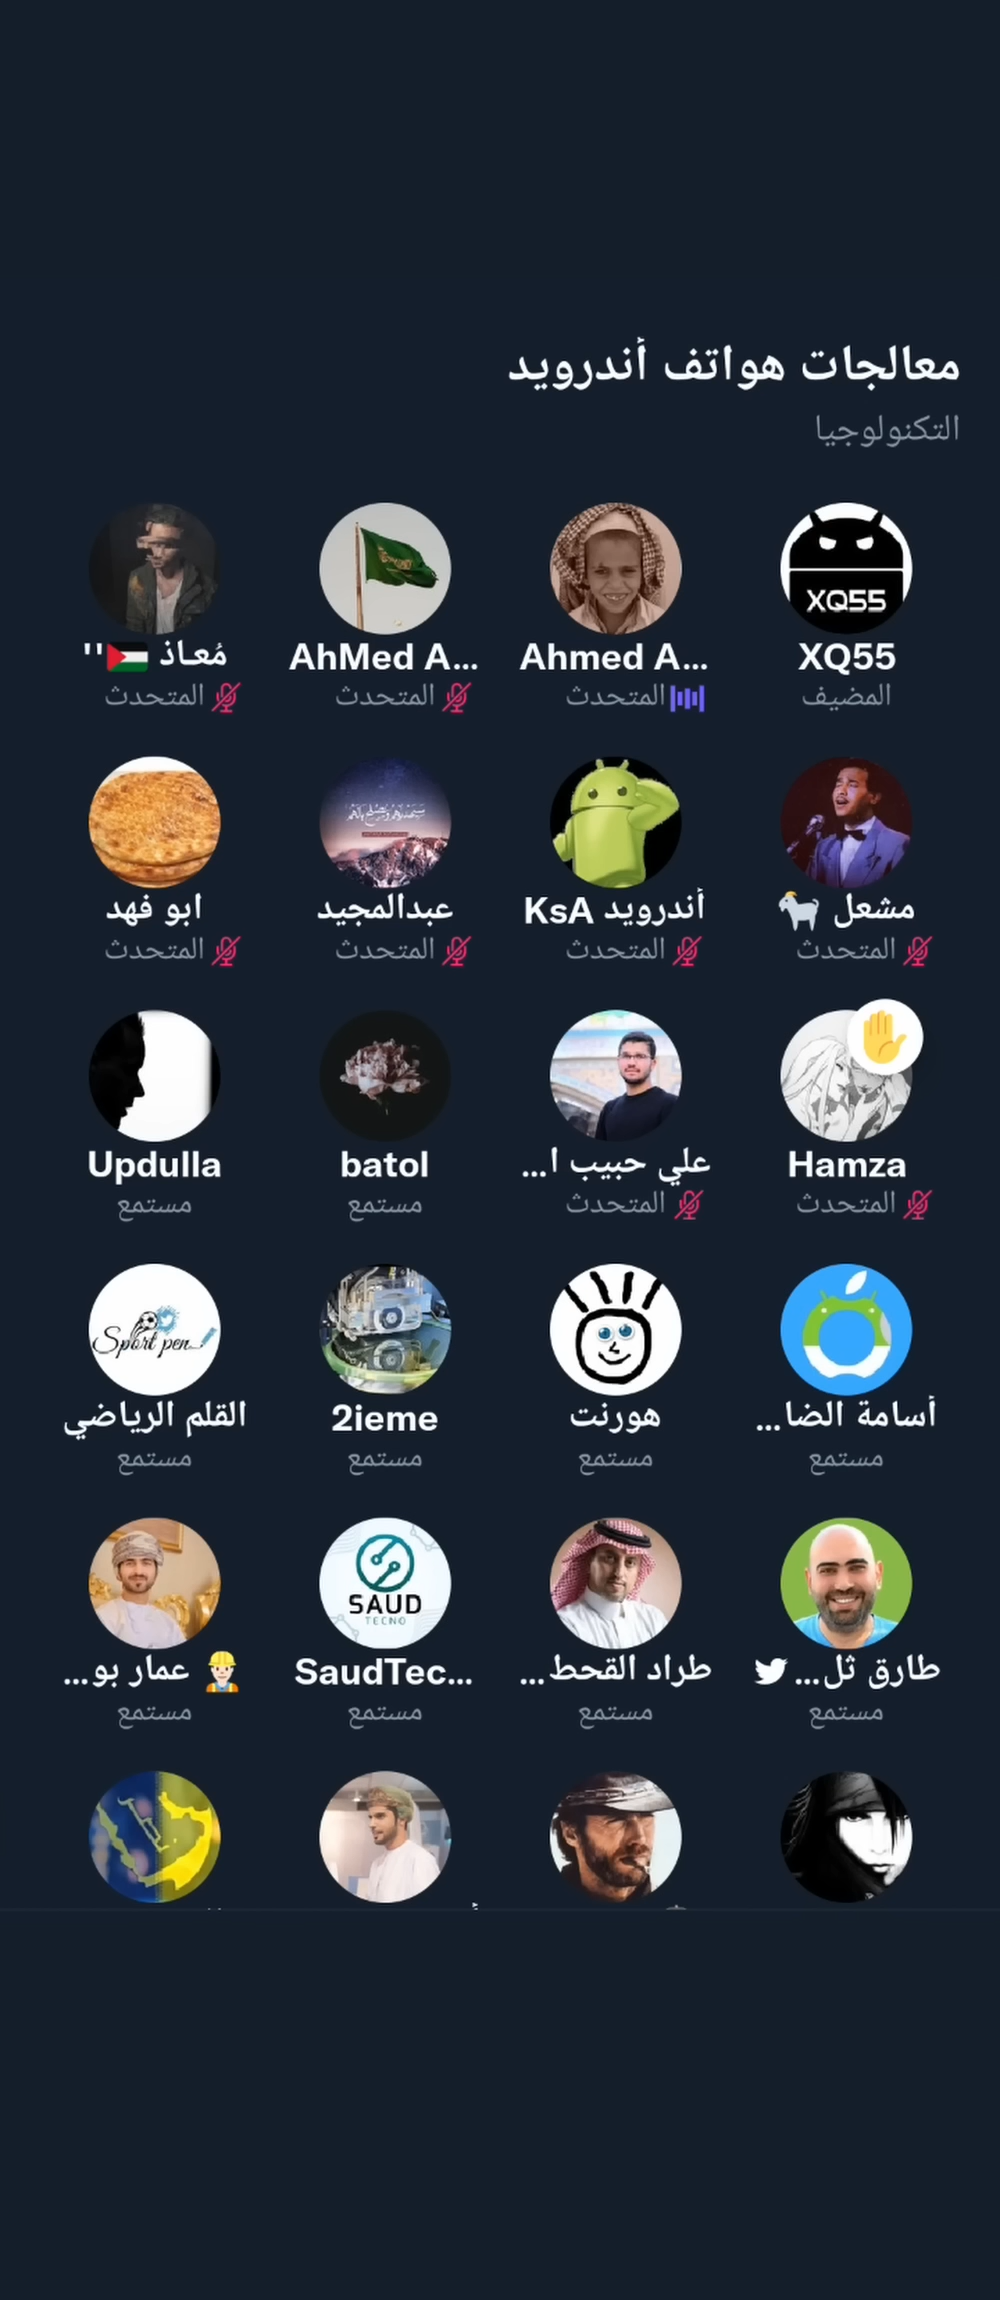 معالجات هواتف أندرويد
التكنولوجيا
XQ55
XQ55
Ahmed A...
AhMed A...
مُعاذ 🇵🇸''
المضيف
المتحدث
المتحدث
المتحدث
مشعل 🐐
أندرويد KsA
عبدالمجيد
ابو فهد
المتحدث
المتحدث
المتحدث
المتحدث
Hamza
علي حبيب ا...
batol
Updulla
المتحدث
المتحدث
مستمع
مستمع
Sport pen
أسامة الضا...
هورنت
2ieme
القلم الرياضي
مستمع
مستمع
مستمع
مستمع
SAUD
TECNO
طارق ثل...
طراد القحط...
SaudTec...
👷🏻 عمار بو...
مستمع
مستمع
مستمع
مستمع